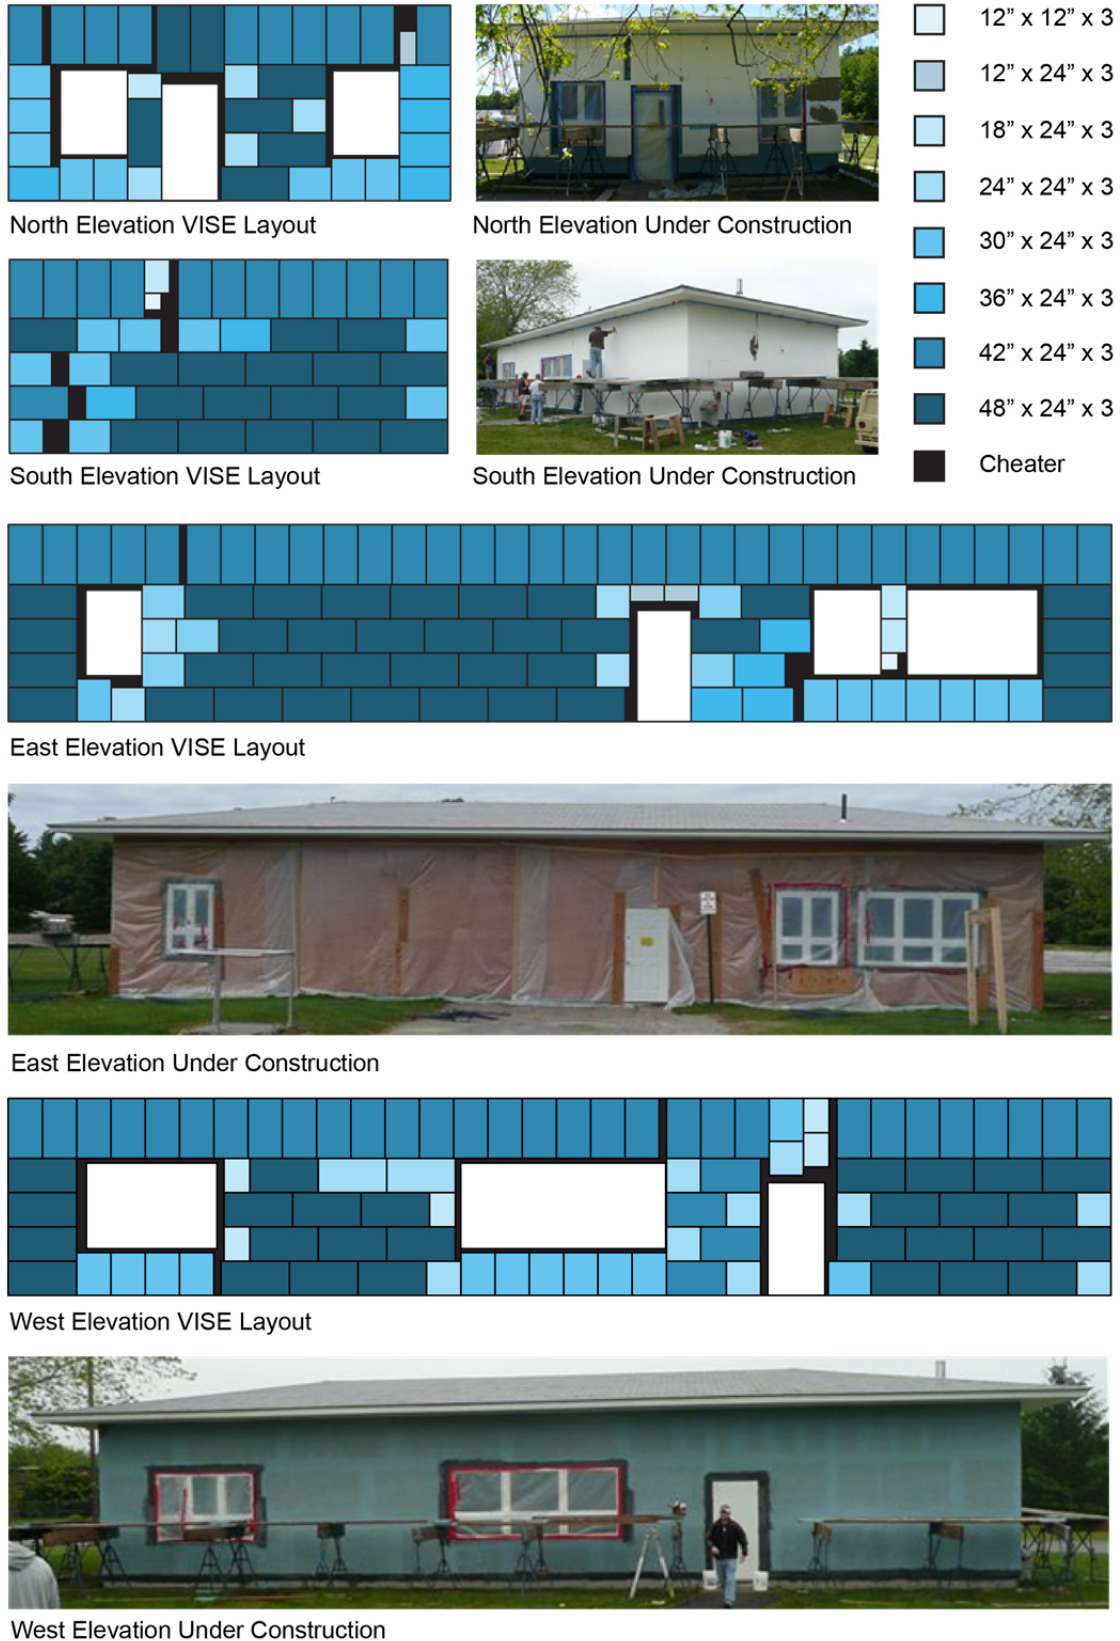 12” x 12” x 3
12” x 24” x 3
18” x 24” x 3
24” x 24” x 3
30” x 24” x 3
36” x 24” x 3
42” x 24” x 3
48” x 24” x 3
Cheater
North Elevation VISE Layout
North Elevation Under Construction
South Elevation VISE Layout
South Elevation Under Construction
East Elevation VISE Layout
East Elevation Under Construction
West Elevation VISE Layout
West Elevation Under Construction